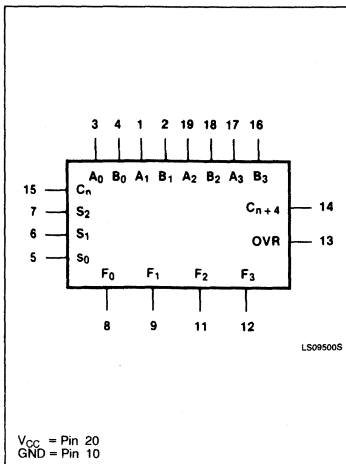 3 4 1 2 19 18 17 16
A0 B0 A1 B1 A2 B2 A3 B3
15 Cn
Cn+4 14
7 S2
6 S1
OVR 13
5 S0
F0 F1 F2 F3
8 9 11 12
LS09500S
VCC = Pin 20
GND = Pin 10